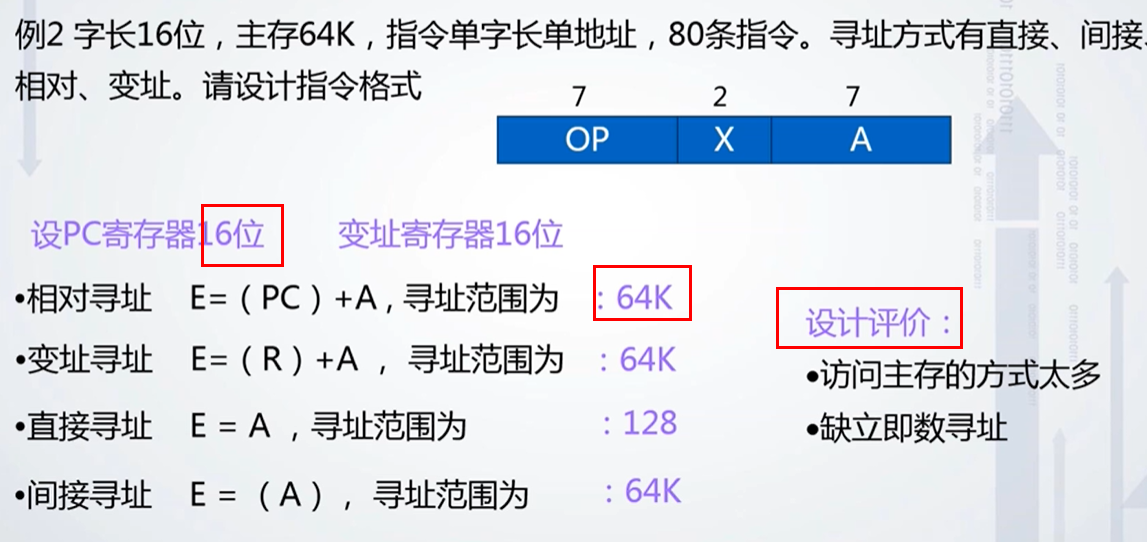 例2 字长16位，主存64K，指令单字长单地址，80条指令。寻址方式有直接、间接、
相对、变址。请设计指令格式
7 2 7
OP X A
设PC寄存器16位 变址寄存器16位
•相对寻址 E=（PC）+A，寻址范围为 ：64K
•变址寻址 E=（R）+A ，寻址范围为 ：64K
•直接寻址 E = A ，寻址范围为 ：128
•间接寻址 E = （A），寻址范围为 ：64K
设计评价：
•访问主存的方式太多
•缺立即数寻址